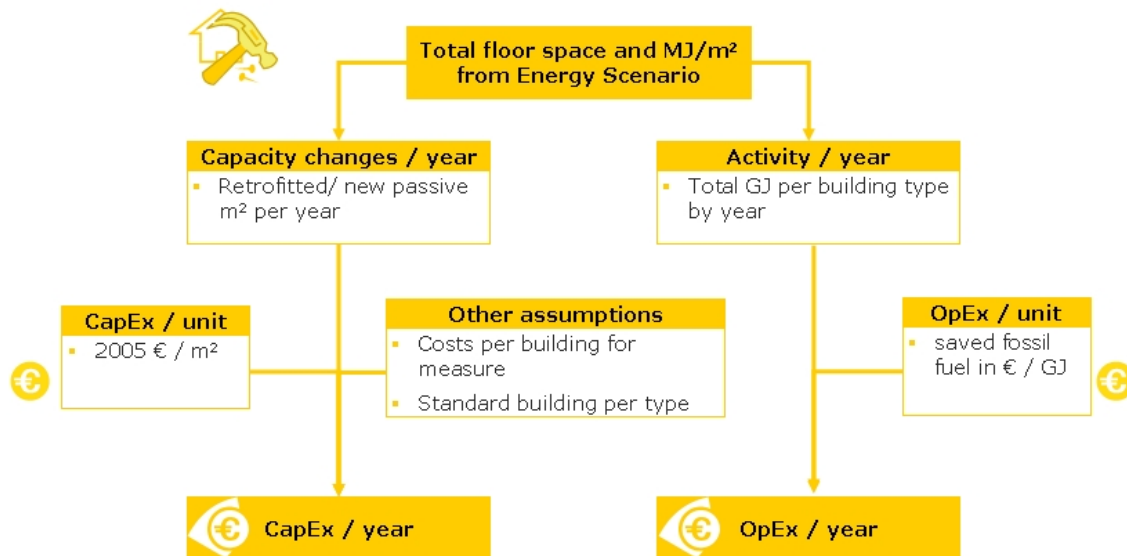 Total floor space and MJ/m²
from Energy Scenario
Capacity changes / year
▪ Retrofitted/ new passive
m² per year
Activity / year
▪ Total GJ per building type
by year
CapEx / unit
▪ 2005 € / m²
Other assumptions
▪ Costs per building for
measure
▪ Standard building per type
OpEx / unit
▪ saved fossil
fuel in € / GJ
€
€
€ CapEx / year
€ OpEx / year